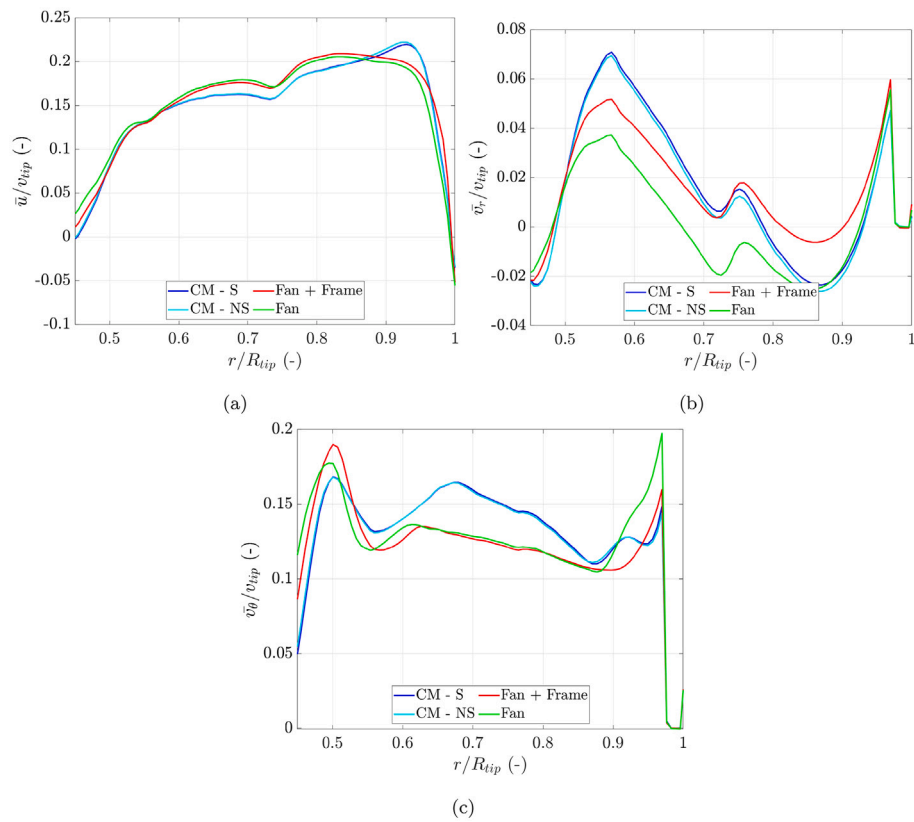 0.25
0.2
0.15
0.1
0.05
0
-0.05
-0.1
ū/v_tip (-)
CM - S
Fan + Frame
CM - NS
Fan
0.5
0.6
0.7
0.8
0.9
1
r/R_tip (-)
(a)
0.08
0.06
0.04
0.02
0
-0.02
-0.04
v̄_r/v_tip (-)
CM - S
Fan + Frame
CM - NS
Fan
0.5
0.6
0.7
0.8
0.9
1
r/R_tip (-)
(b)
0.2
0.15
0.1
0.05
0
v̄_θ/v_tip (-)
CM - S
Fan + Frame
CM - NS
Fan
0.5
0.6
0.7
0.8
0.9
1
r/R_tip (-)
(c)